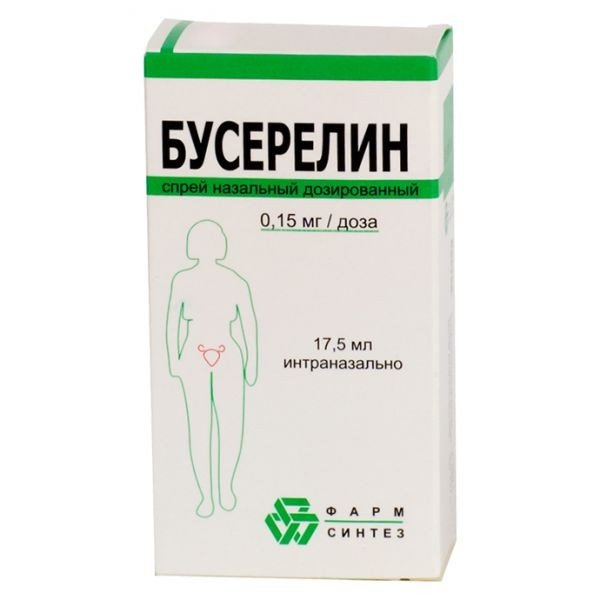 БУСЕРЕЛИН
спрей назальный дозированный
0,15 мг / доза
17,5 мл
интраназально
ФАРМ
СИНТЕЗ